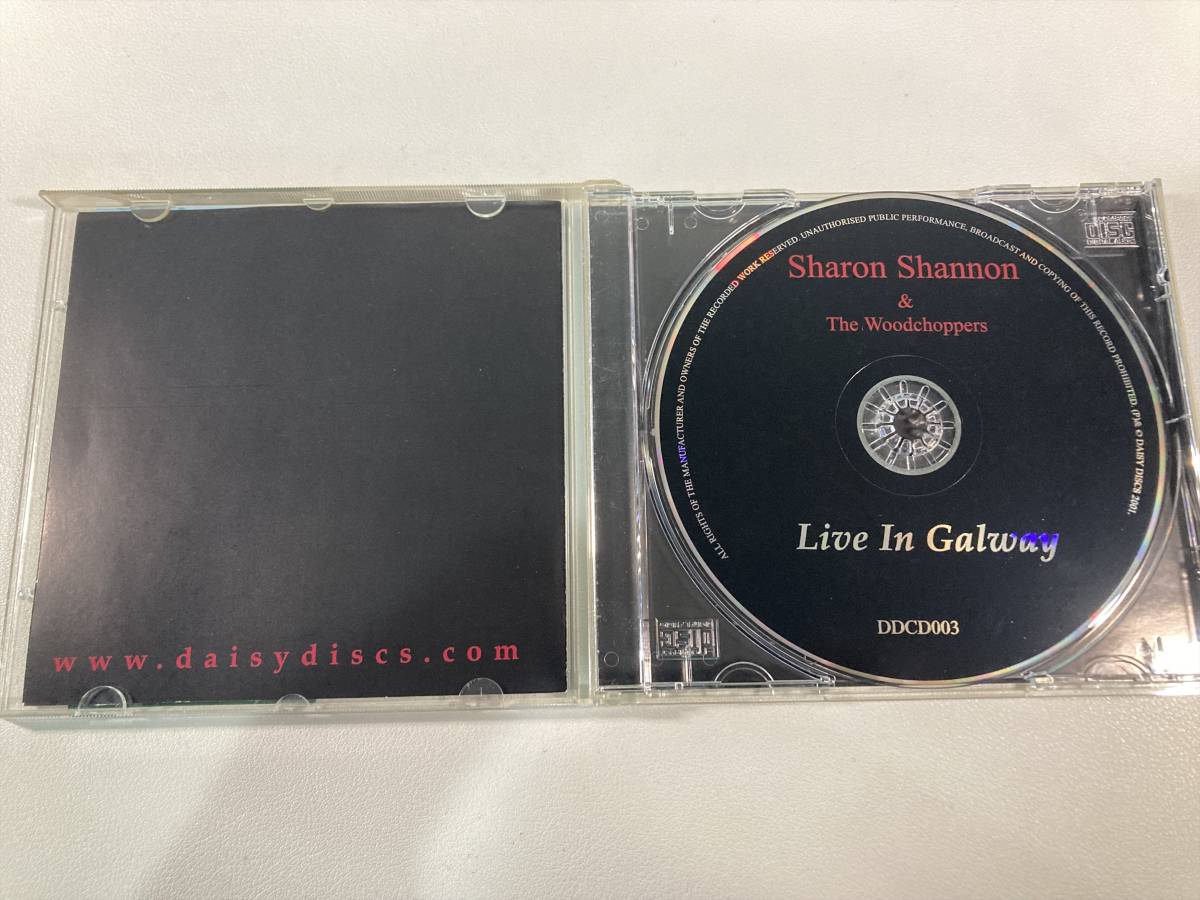 www.daisydiscs.com
ALL RIGHTS OF THE MANUFACTURER AND OWNERS OF THE RECORDED WORK RESERVED. UNAUTHORISED PUBLIC PERFORMANCE, BROADCAST AND COPYING OF THIS RECORD PROHIBITED. (P)& © DAISY DISCS 2001.
Sharon Shannon
&
The Woodchoppers
Live In Galway
DDCD003
DISC